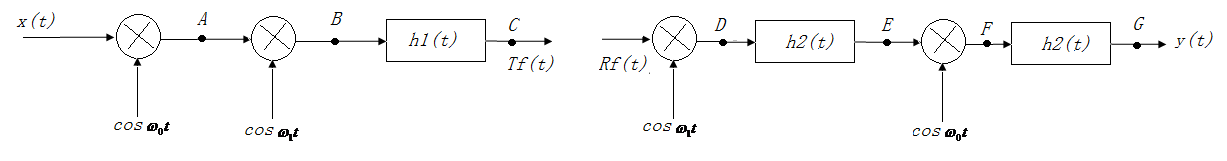 x(t)
A
B
h1(t)
C
Tf(t)
cos ω₀t
cos ω₁t
Rf(t)
D
h2(t)
E
F
h2(t)
G
y(t)
cos ω₁t
cos ω₀t